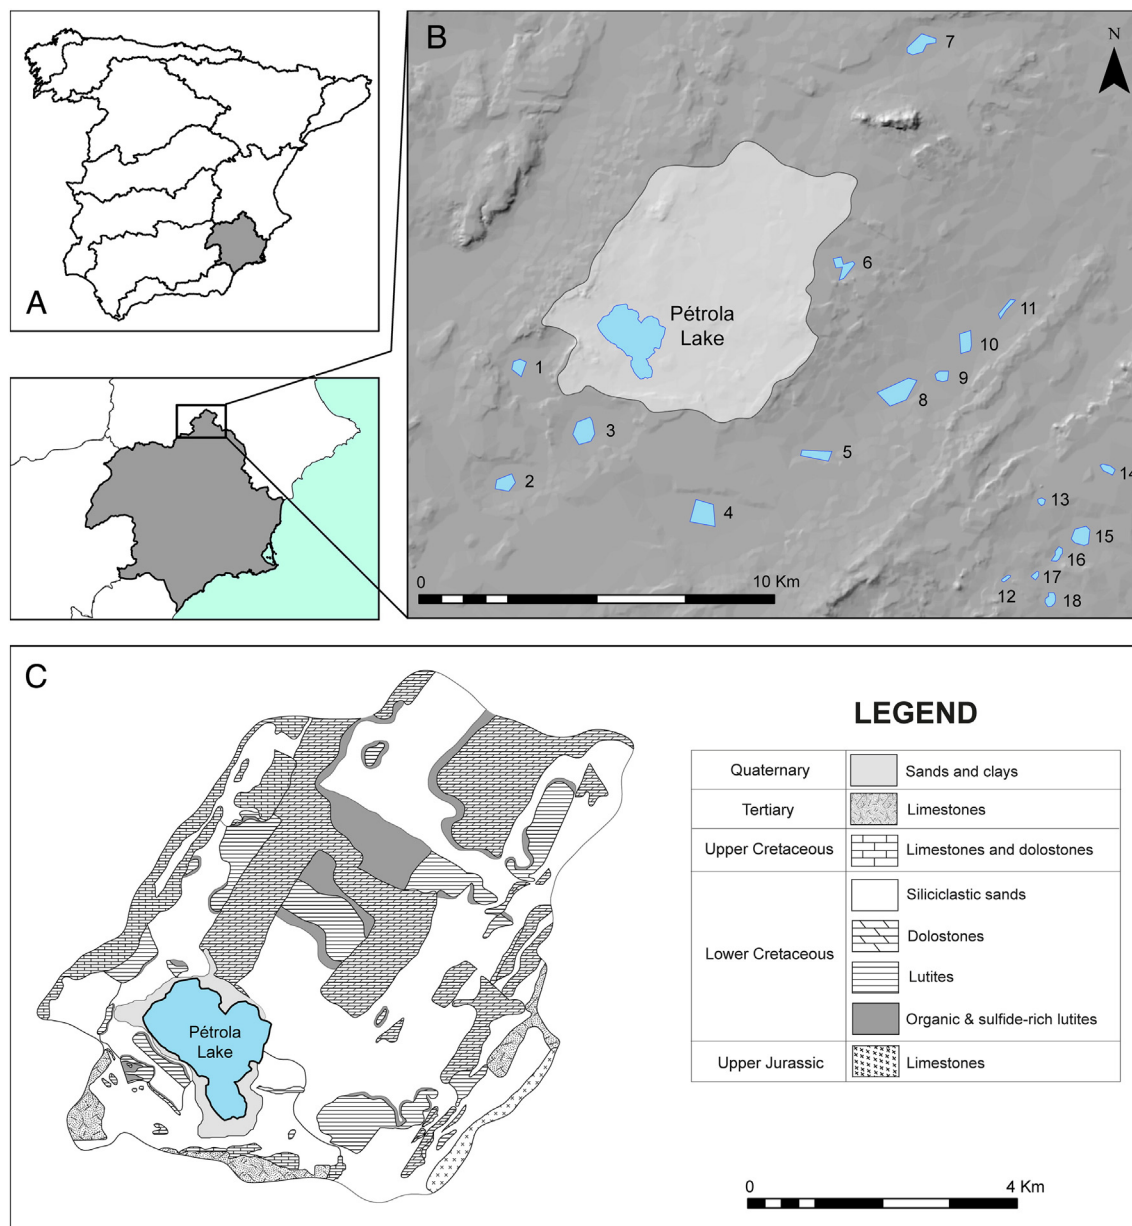 A
B
N
7
6
Pétrola
Lake
11
10
1
9
8
3
5
2
4
14
13
15
16
17
12
18
0
10 Km
C
LEGEND
Quaternary
Sands and clays
Tertiary
Limestones
Upper Cretaceous
Limestones and dolostones
Lower Cretaceous
Siliciclastic sands
Dolostones
Lutites
Organic & sulfide-rich lutites
Upper Jurassic
Limestones
Pétrola
Lake
0
4 Km